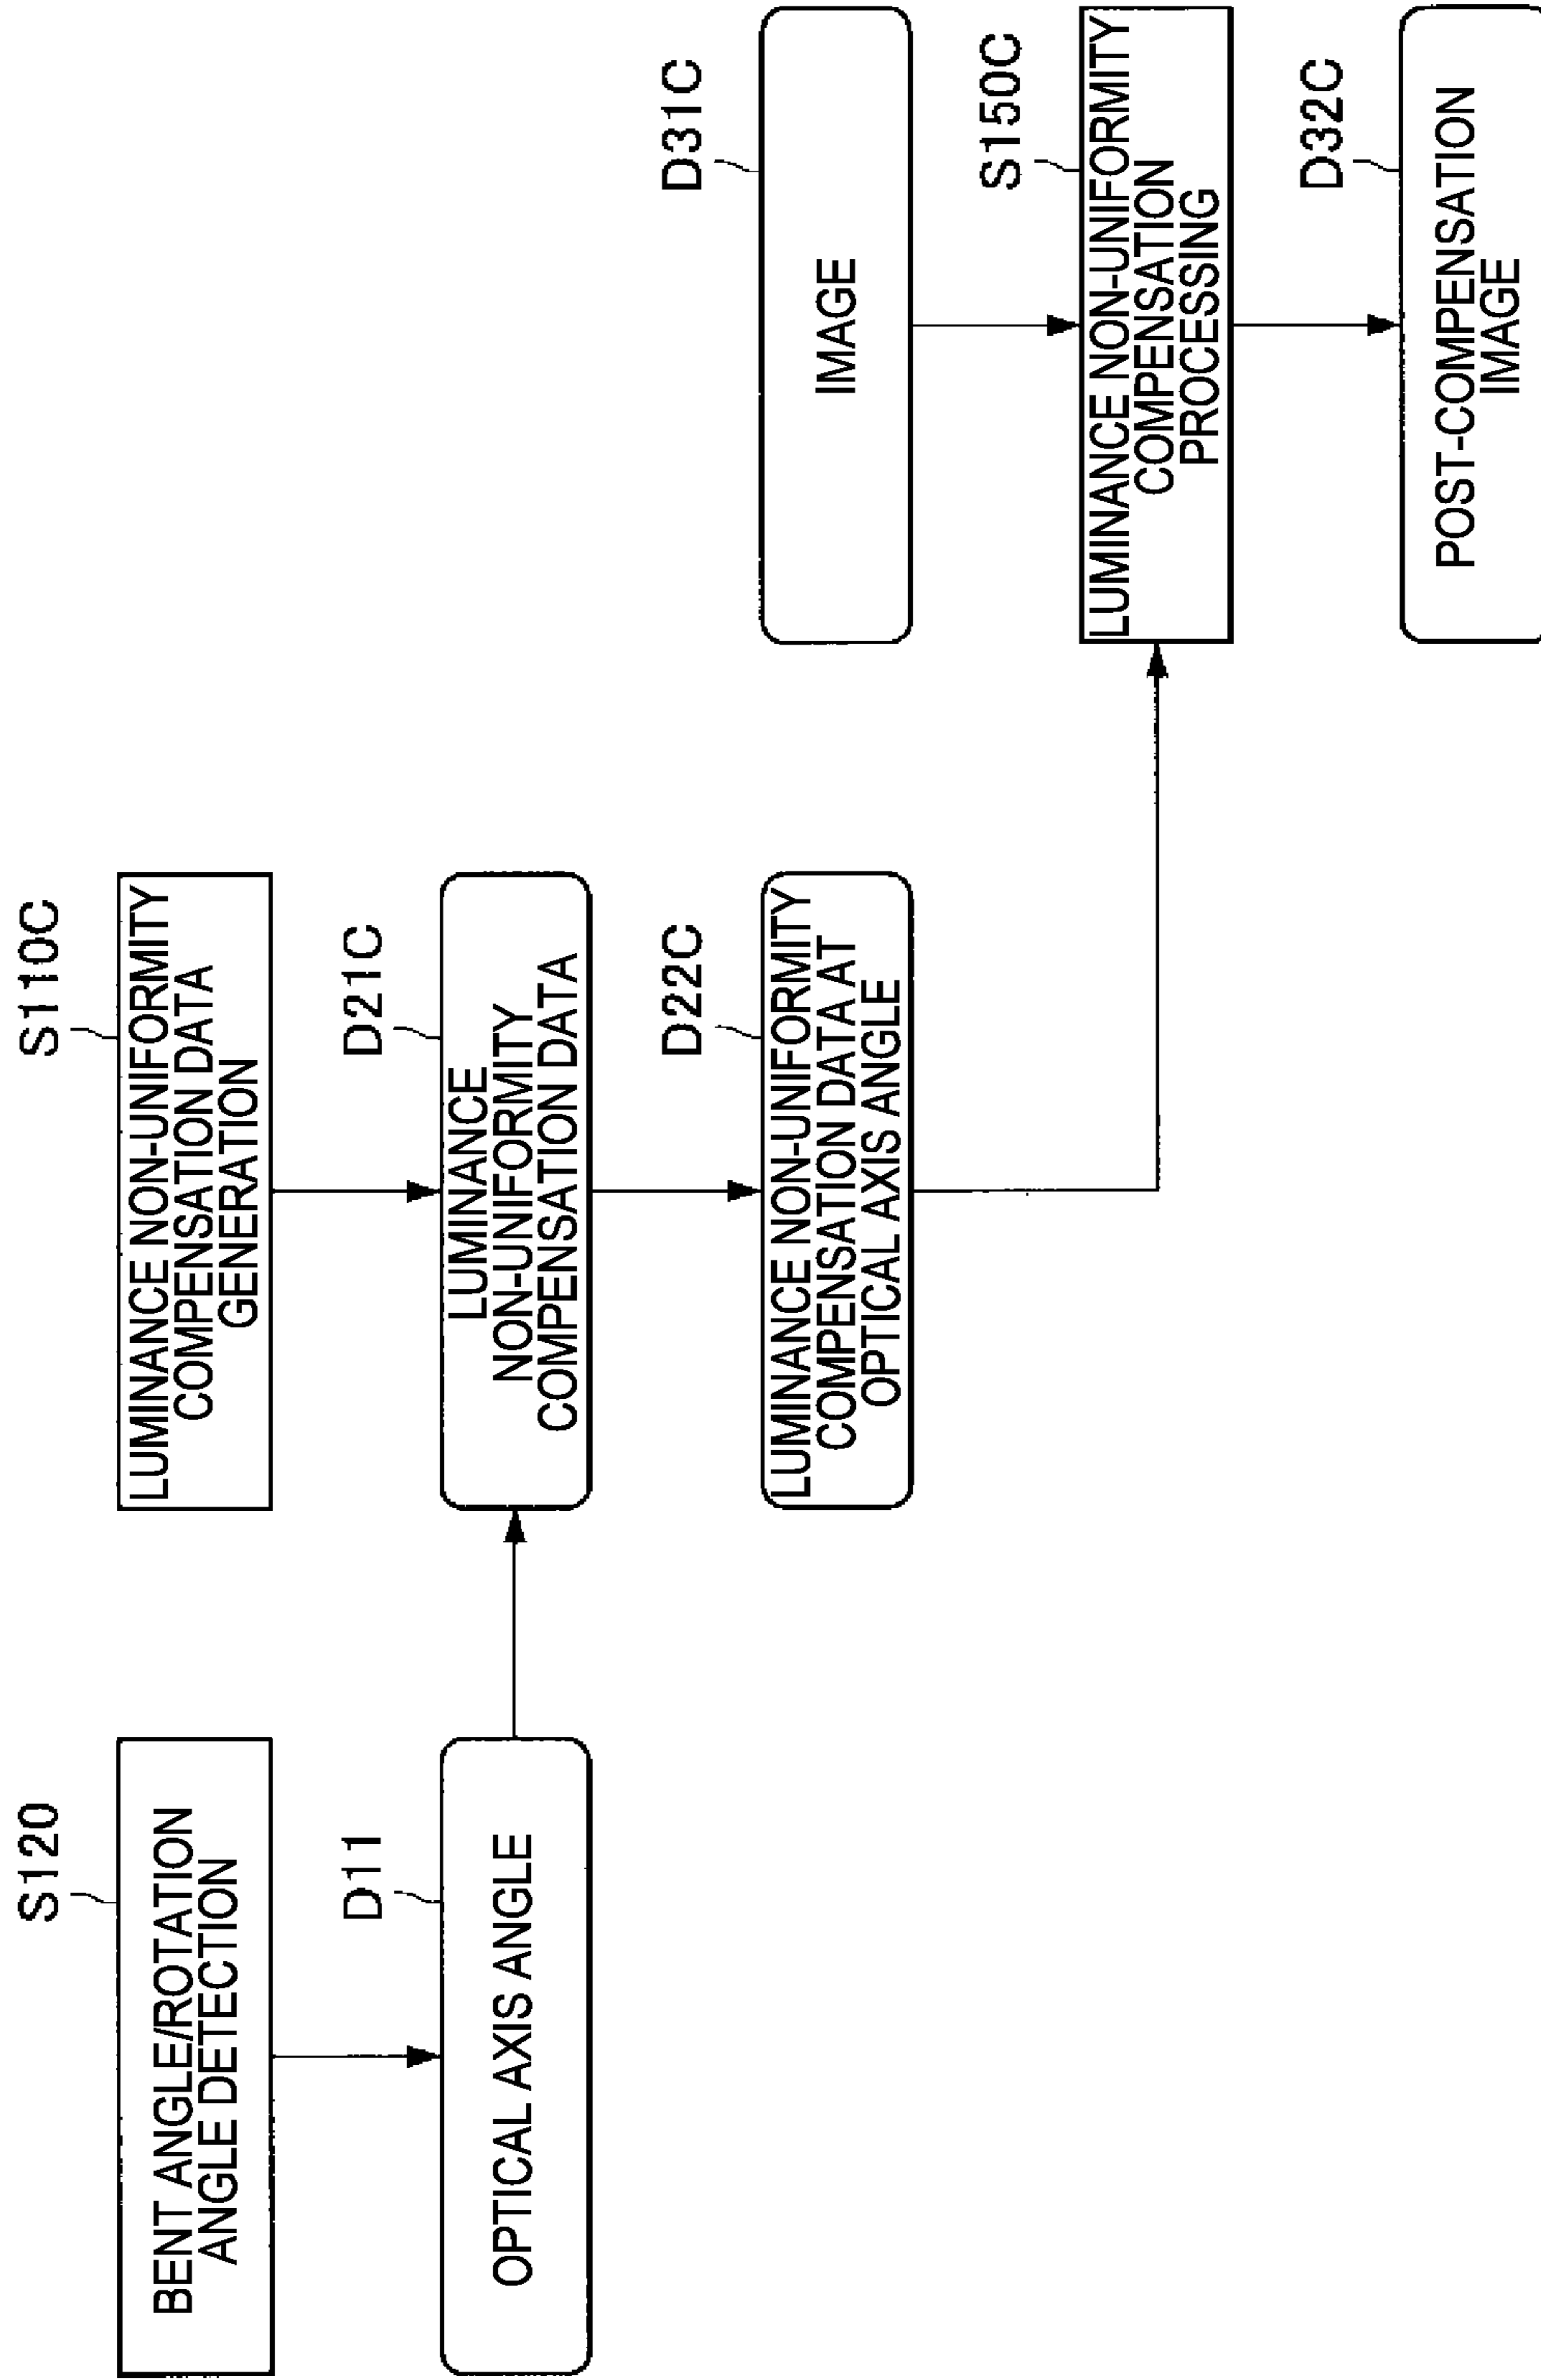 S120
BENT ANGLE/ROTATION
ANGLE DETECTION
D11
OPTICAL AXIS ANGLE
S110C
LUMINANCE NON-UNIFORMITY
COMPENSATION DATA
GENERATION
D21C
LUMINANCE
NON-UNIFORMITY
COMPENSATION DATA
D22C
LUMINANCE NON-UNIFORMITY
COMPENSATION DATA AT
OPTICAL AXIS ANGLE
D31C
IMAGE
S150C
LUMINANCE NON-UNIFORMITY
COMPENSATION
PROCESSING
D32C
POST-COMPENSATION
IMAGE